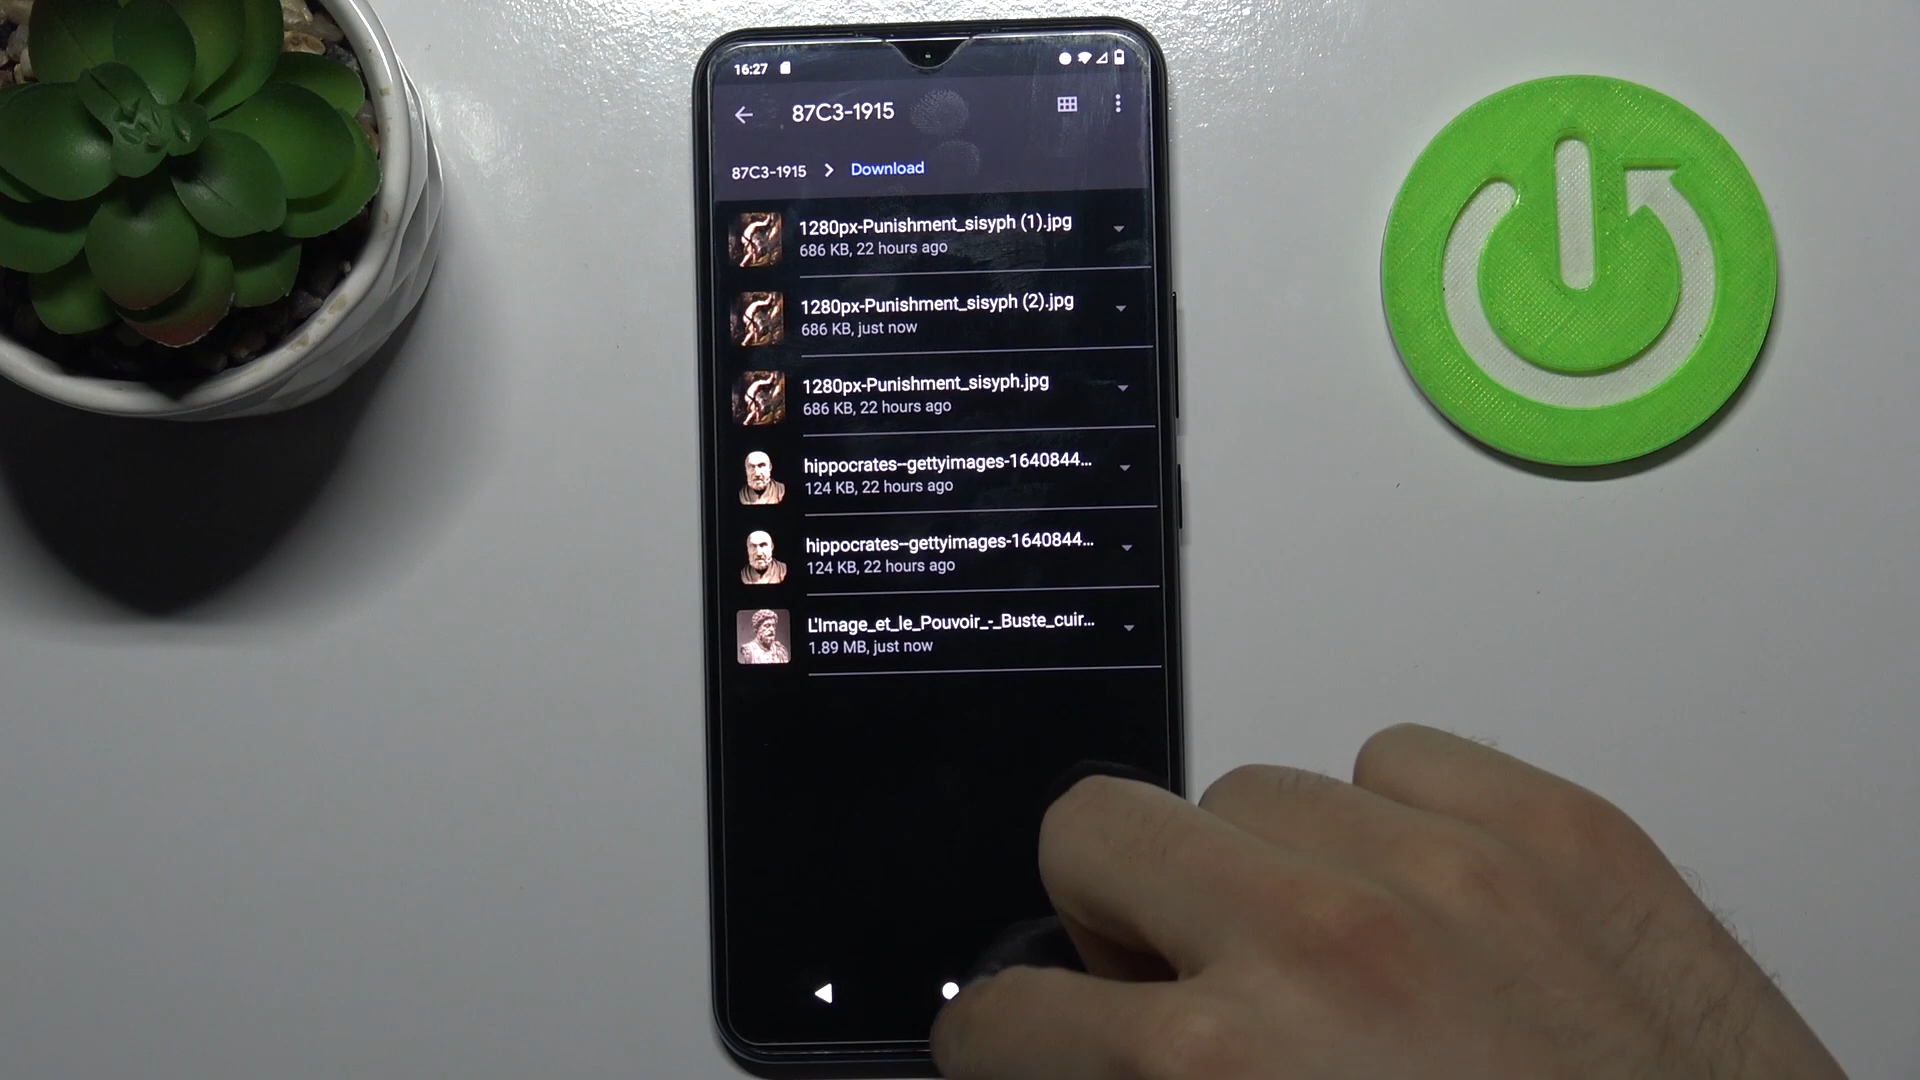 16:27
87C3-1915
87C3-1915 > Download
1280px-Punishment_sisyph (1).jpg
686 KB, 22 hours ago
1280px-Punishment_sisyph (2).jpg
686 KB, just now
1280px-Punishment_sisyph.jpg
686 KB, 22 hours ago
hippocrates--gettyimages-1640844...
124 KB, 22 hours ago
hippocrates--gettyimages-1640844...
124 KB, 22 hours ago
L'Image_et_le_Pouvoir_-_Buste_cuir...
1.89 MB, just now